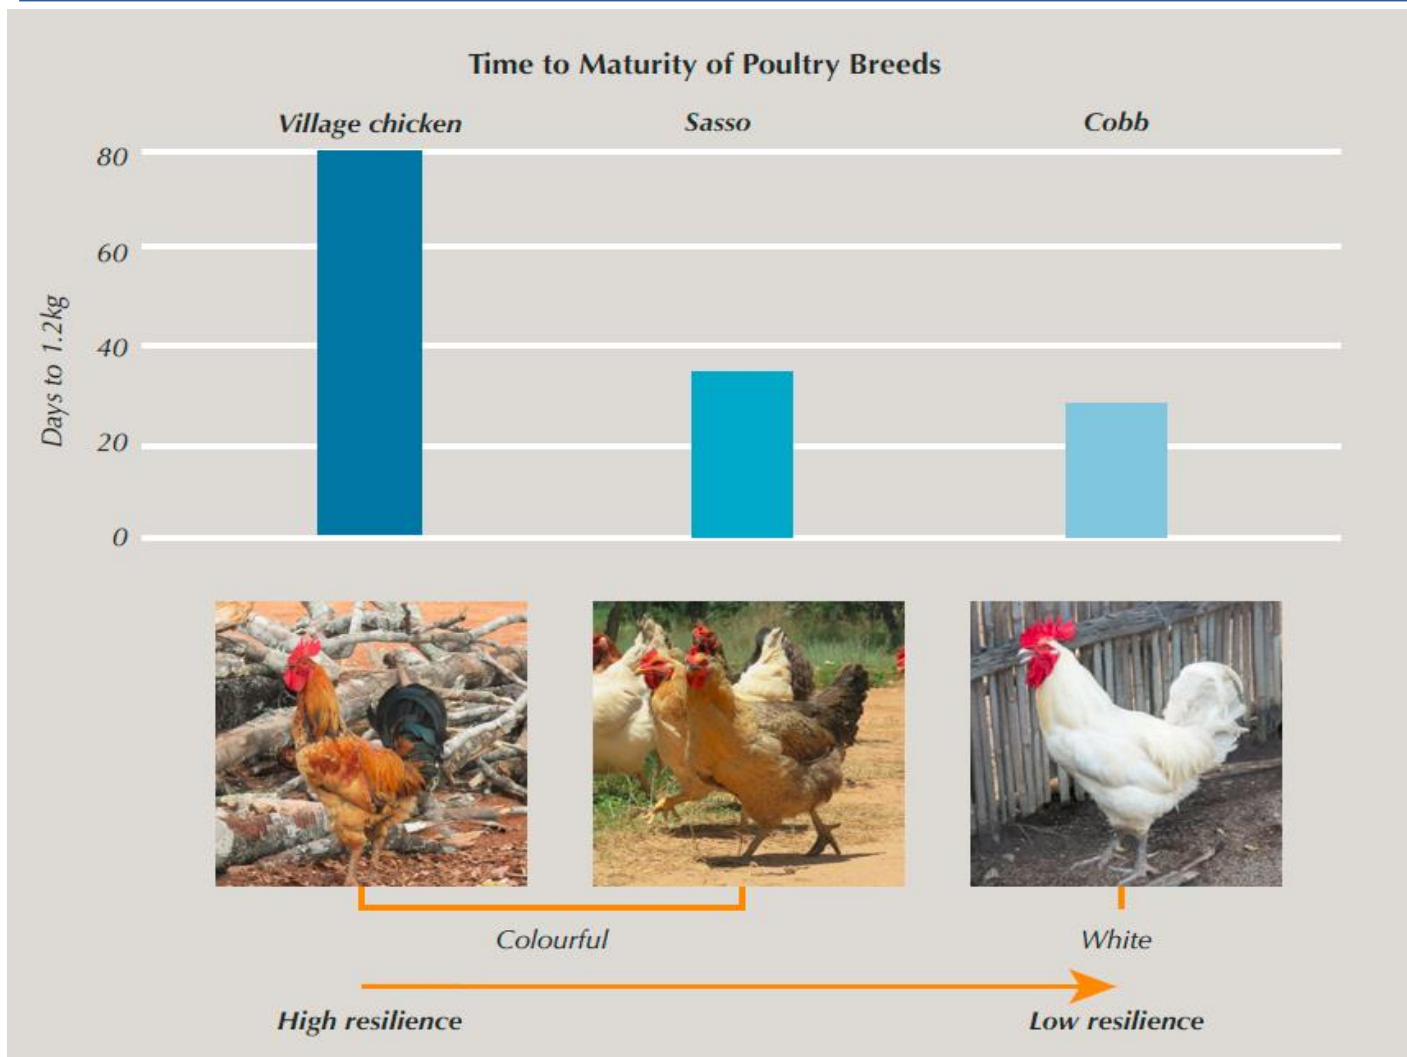 Time to Maturity of Poultry Breeds
Village chicken
Sasso
Cobb
80
60
40
20
0
Days to 1.2kg
Colourful
White
High resilience
Low resilience